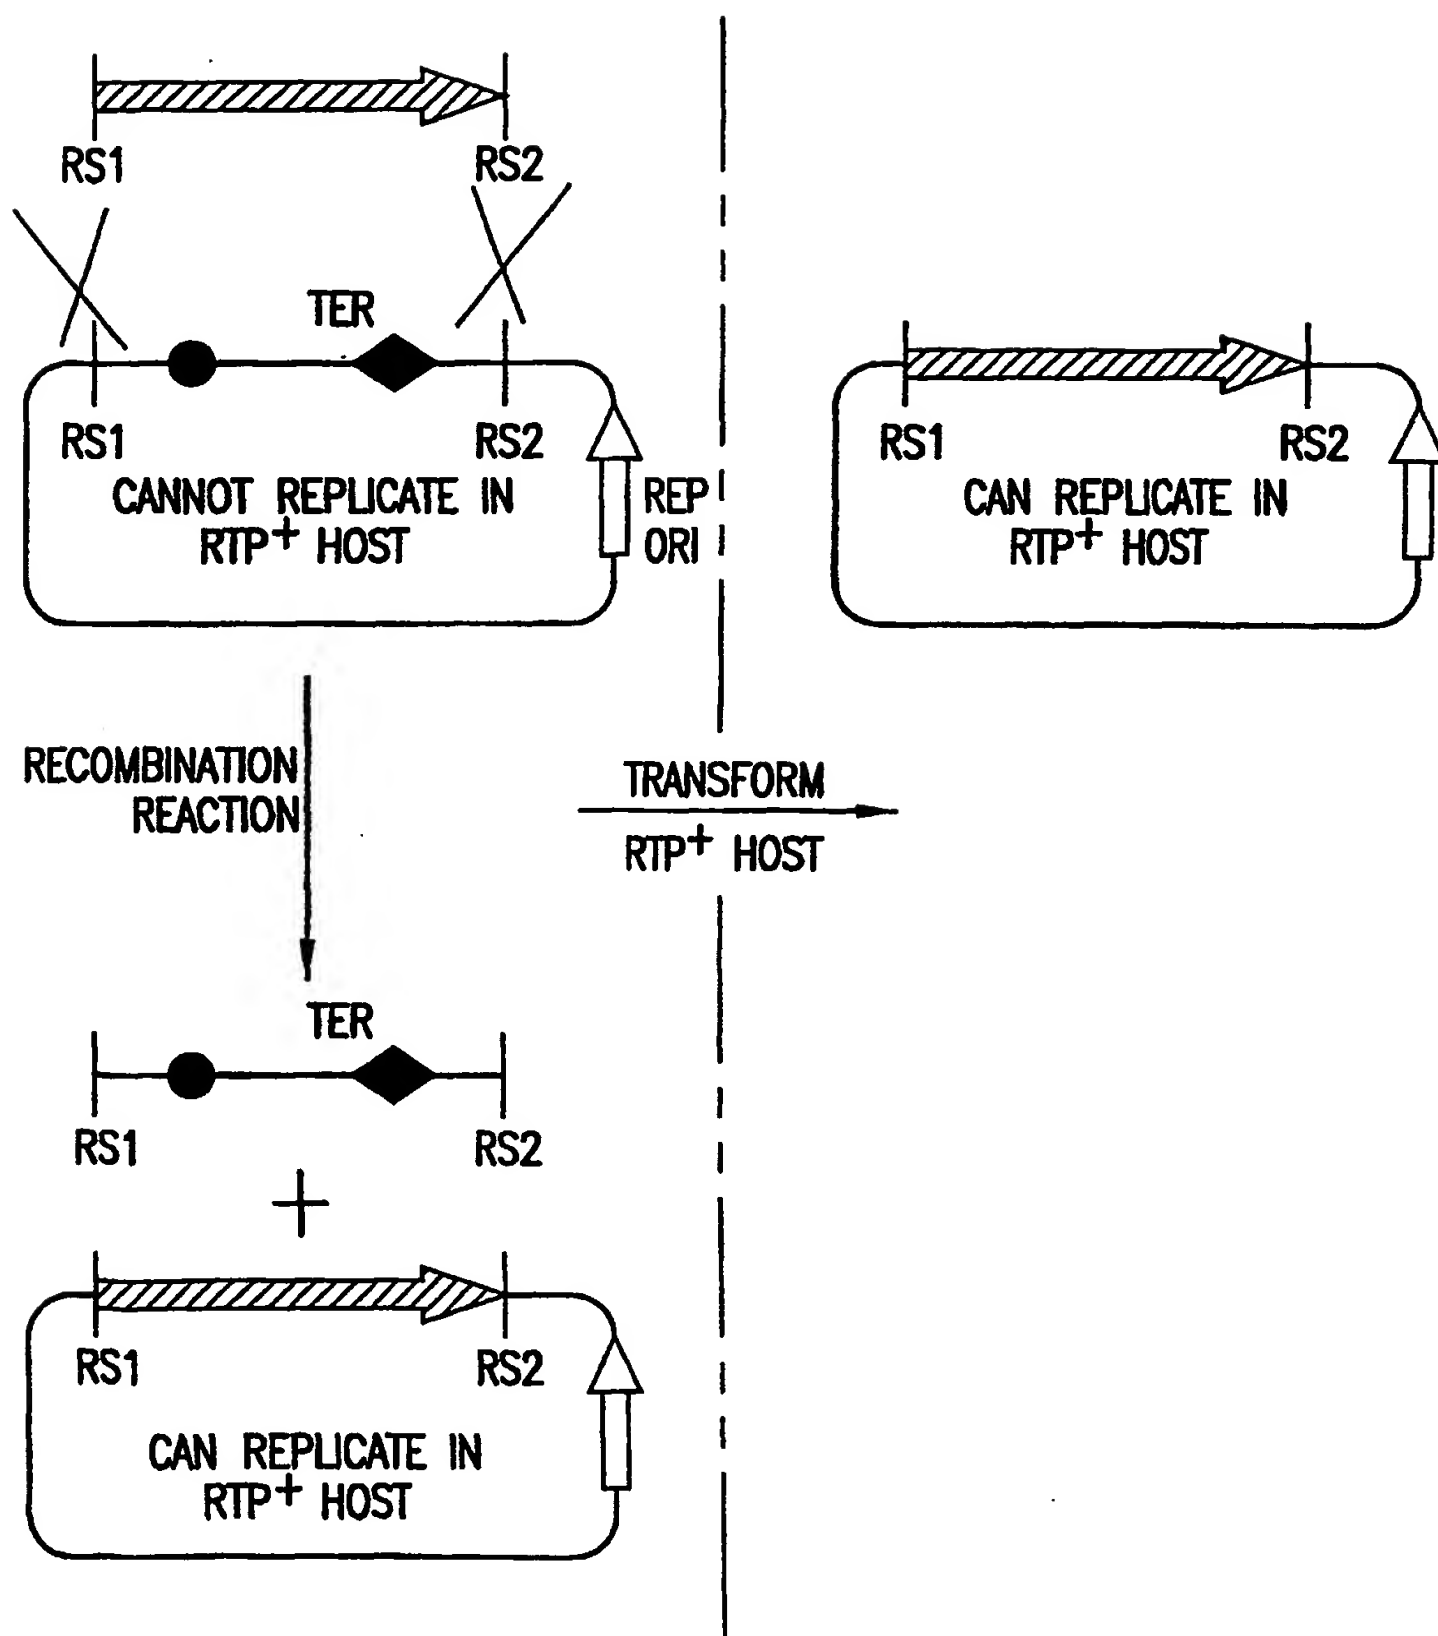 RS1
RS2
TER
RS1
RS2
CANNOT REPLICATE IN
RTP+ HOST
REP
ORI
RS1
RS2
CAN REPLICATE IN
RTP+ HOST
RECOMBINATION
REACTION
TRANSFORM
RTP+ HOST
TER
RS1
RS2
+
RS1
RS2
CAN REPLICATE IN
RTP+ HOST